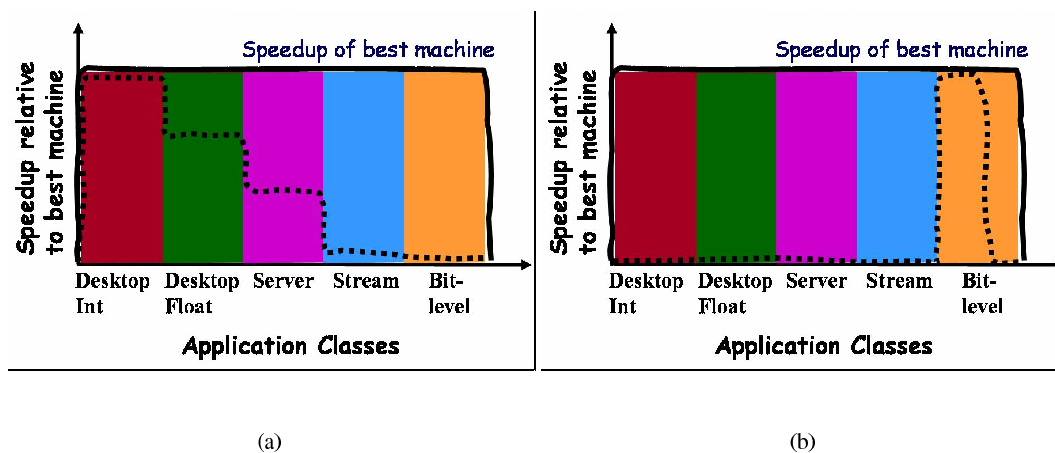 Speedup of best machine
Speedup relative
to best machine
Desktop Int
Desktop Float
Server
Stream
Bit-level
Application Classes
(a)
Speedup of best machine
Speedup relative
to best machine
Desktop Int
Desktop Float
Server
Stream
Bit-level
Application Classes
(b)